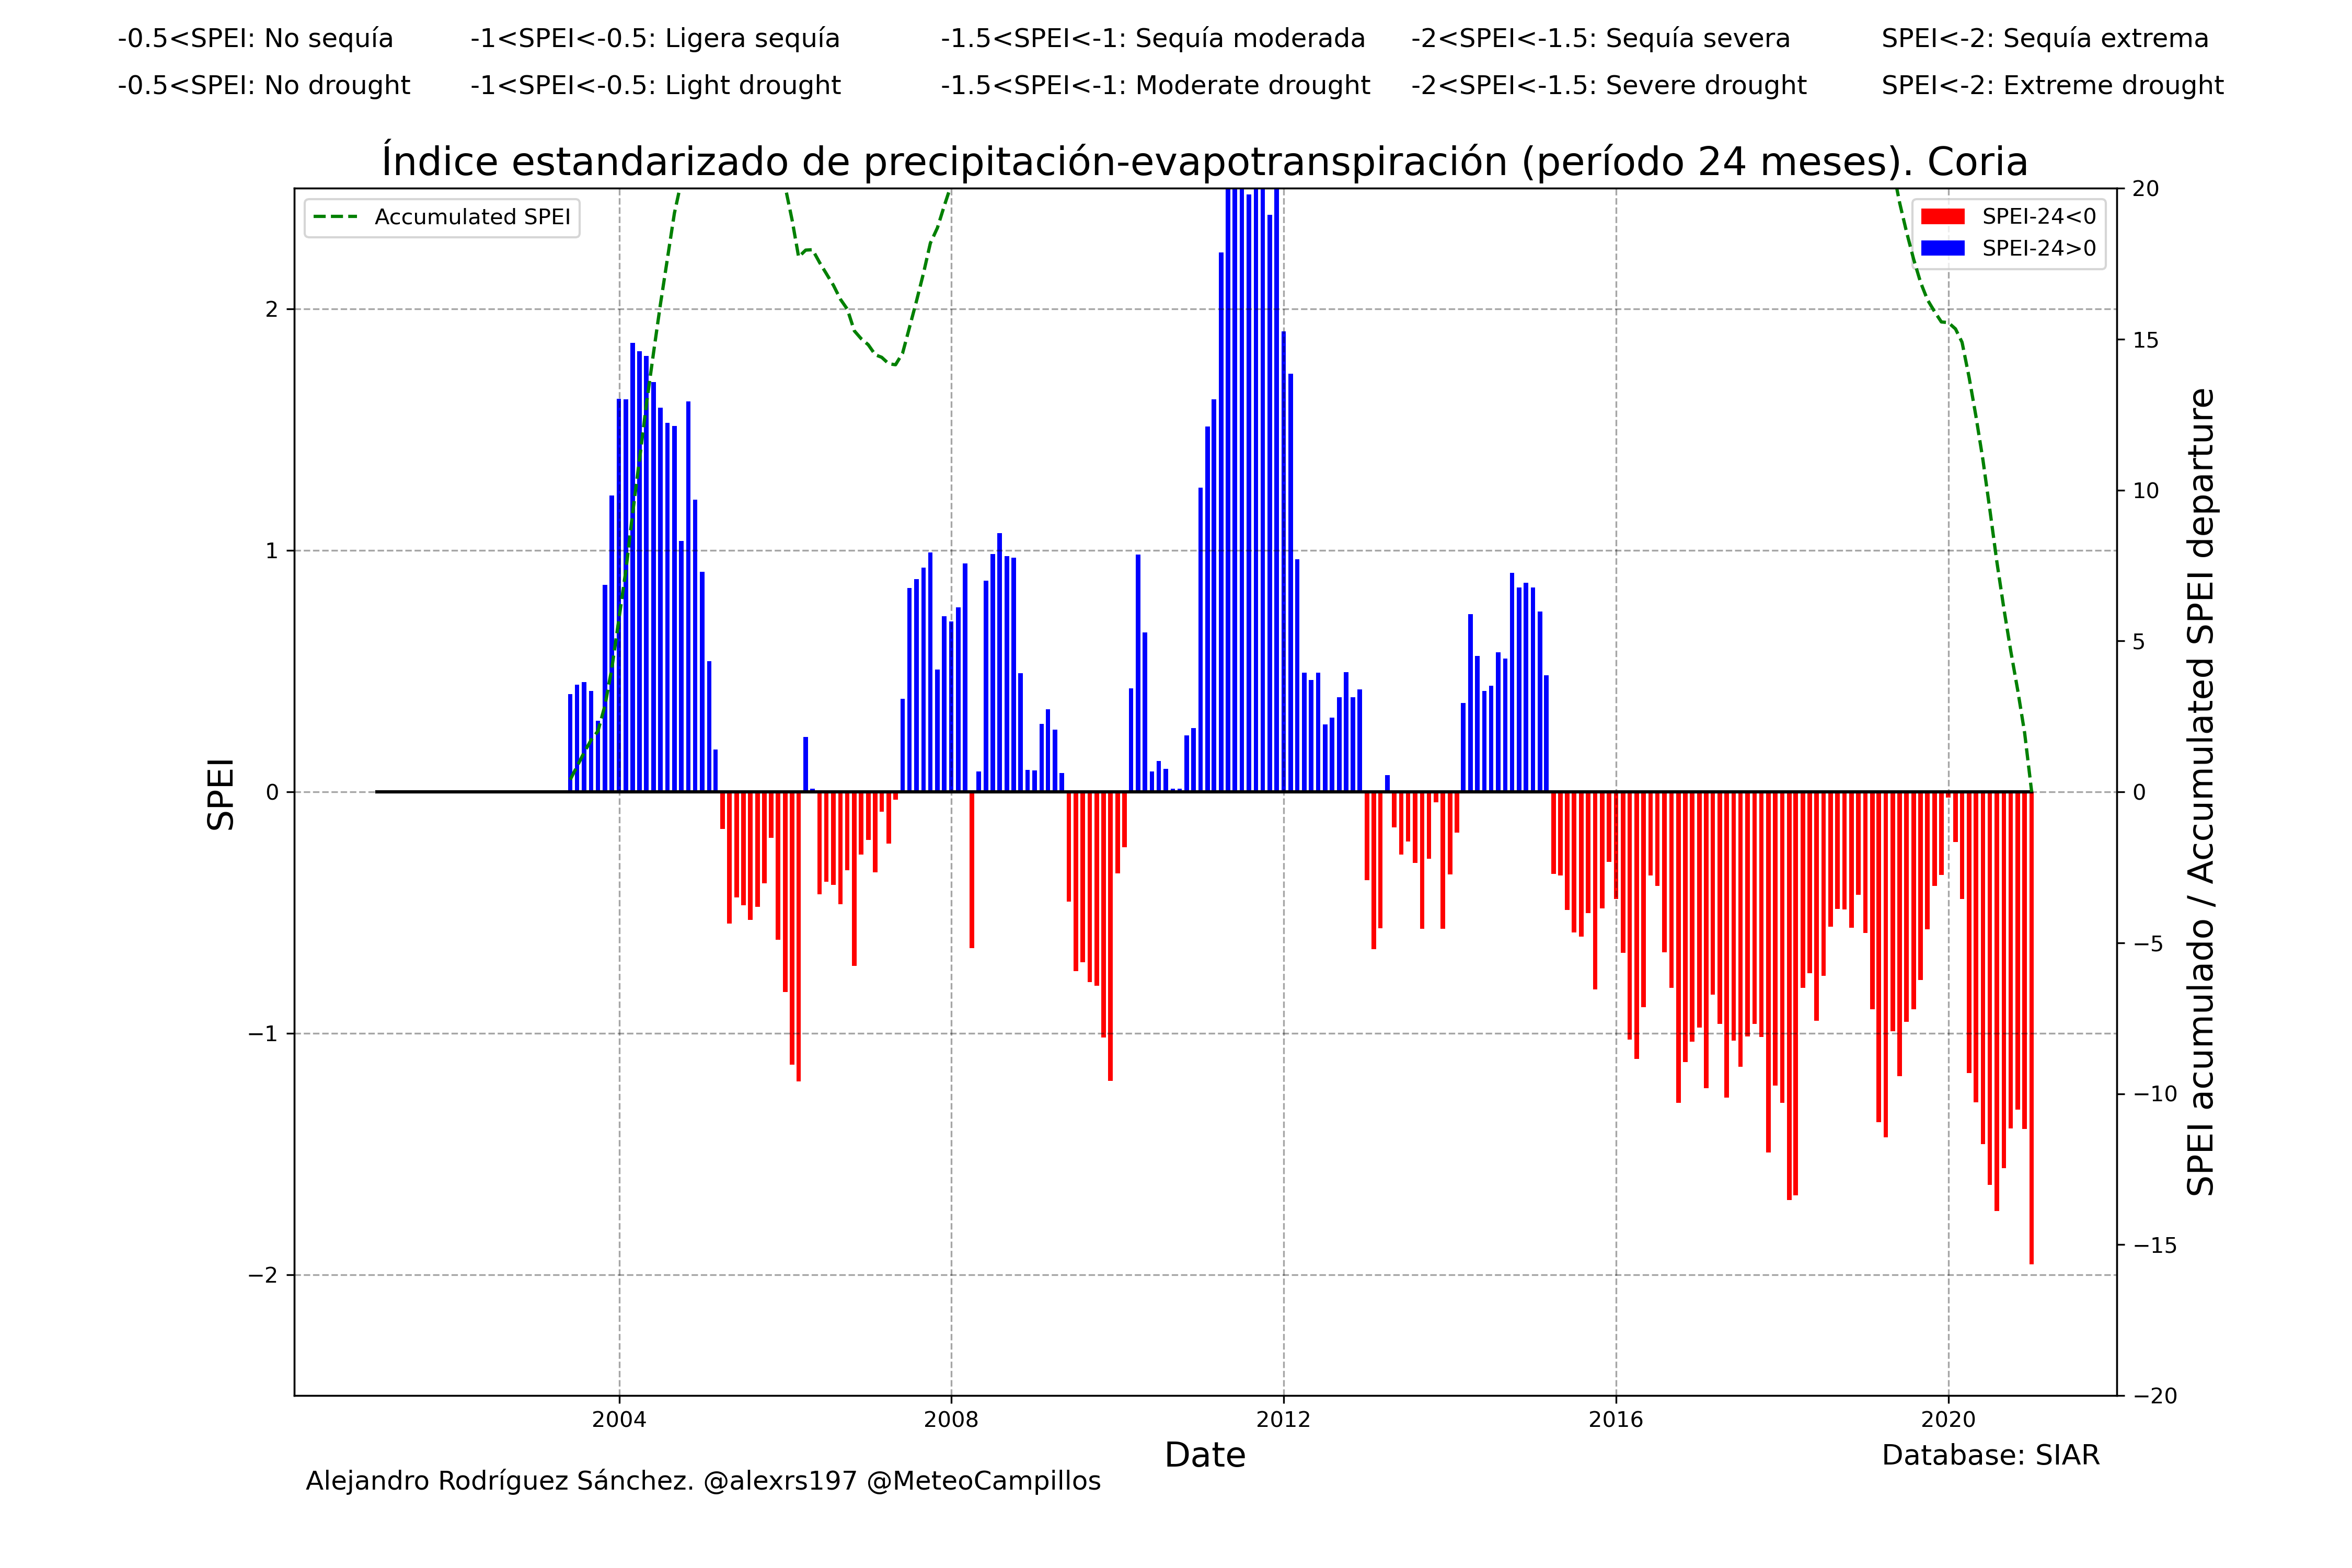 -0.5<SPEI: No sequía -1<SPEI<-0.5: Ligera sequía -1.5<SPEI<-1: Sequía moderada -2<SPEI<-1.5: Sequía severa SPEI<-2: Sequía extrema
-0.5<SPEI: No drought -1<SPEI<-0.5: Light drought -1.5<SPEI<-1: Moderate drought -2<SPEI<-1.5: Severe drought SPEI<-2: Extreme drought
Índice estandarizado de precipitación-evapotranspiración (período 24 meses). Coria
Accumulated SPEI
SPEI-24<0
SPEI-24>0
SPEI
2
1
0
−1
−2
20
15
10
5
0
−5
−10
−15
−20
SPEI acumulado / Accumulated SPEI departure
2004 2008 2012 2016 2020
Date
Database: SIAR
Alejandro Rodríguez Sánchez. @alexrs197 @MeteoCampillos